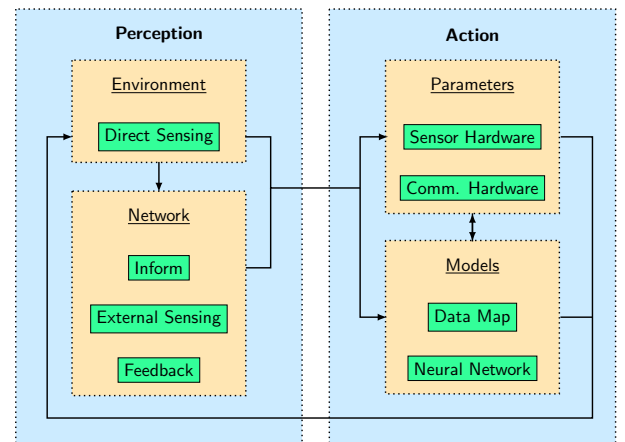 Perception
Environment
Direct Sensing
Network
Inform
External Sensing
Feedback
Action
Parameters
Sensor Hardware
Comm. Hardware
Models
Data Map
Neural Network